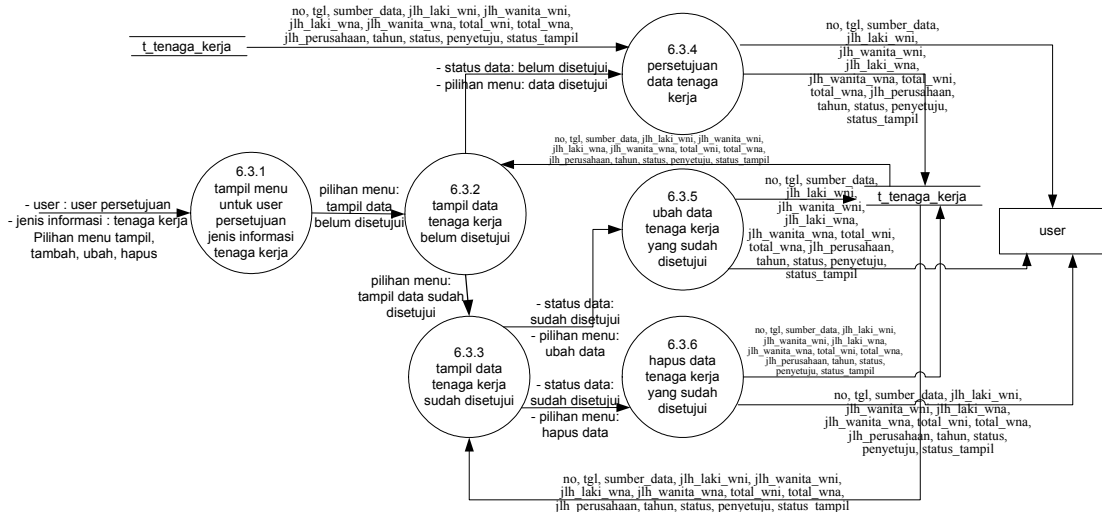 no, tgl, sumber_data, jlh_laki_wni, jlh_wanita_wni,
jlh_laki_wna, jlh_wanita_wna, total_wni, total_wna,
jlh_perusahaan, tahun, status, penyetuju, status_tampil
t_tenaga_kerja
6.3.4
persetujuan
data tenaga
kerja
no, tgl, sumber_data,
jlh_laki_wni,
jlh_wanita_wni,
jlh_laki_wna,
jlh_wanita_wna, total_wni,
total_wna, jlh_perusahaan,
tahun, status, penyetuju,
status_tampil
- status data: belum disetujui
- pilihan menu: data disetujui
no, tgl, sumber_data, jlh_laki_wni, jlh_wanita_wni,
jlh_laki_wna, jlh_wanita_wna, total_wni, total_wna,
jlh_perusahaan, tahun, status, penyetuju, status_tampil
- user : user persetujuan
- jenis informasi : tenaga kerja
Pilihan menu tampil,
tambah, ubah, hapus
6.3.1
tampil menu
untuk user
persetujuan
jenis informasi
tenaga kerja
pilihan menu:
tampil data
belum disetujui
6.3.2
tampil data
tenaga kerja
belum disetujui
6.3.5
ubah data
tenaga kerja
yang sudah
disetujui
no, tgl, sumber_data,
jlh_laki_wni,
jlh_wanita_wni,
jlh_laki_wna,
jlh_wanita_wna, total_wni,
total_wna, jlh_perusahaan,
tahun, status, penyetuju,
status_tampil
t_tenaga_kerja
user
pilihan menu:
tampil data sudah
disetujui
- status data:
sudah disetujui
- pilihan menu:
ubah data
6.3.3
tampil data
tenaga kerja
sudah disetujui
- status data:
sudah disetujui
- pilihan menu:
hapus data
6.3.6
hapus data
tenaga kerja
yang sudah
disetujui
no, tgl, sumber_data, jlh_laki_wni,
jlh_wanita_wni, jlh_laki_wna,
jlh_wanita_wna, total_wni, total_wna,
jlh_perusahaan, tahun, status,
penyetuju, status_tampil
no, tgl, sumber_data, jlh_laki_wni,
jlh_wanita_wni, jlh_laki_wna,
jlh_wanita_wna, total_wni, total_wna,
jlh_perusahaan, tahun, status,
penyetuju, status_tampil
no, tgl, sumber_data, jlh_laki_wni, jlh_wanita_wni,
jlh_laki_wna, jlh_wanita_wna, total_wni, total_wna,
jlh_perusahaan, tahun, status, penyetuju, status_tampil